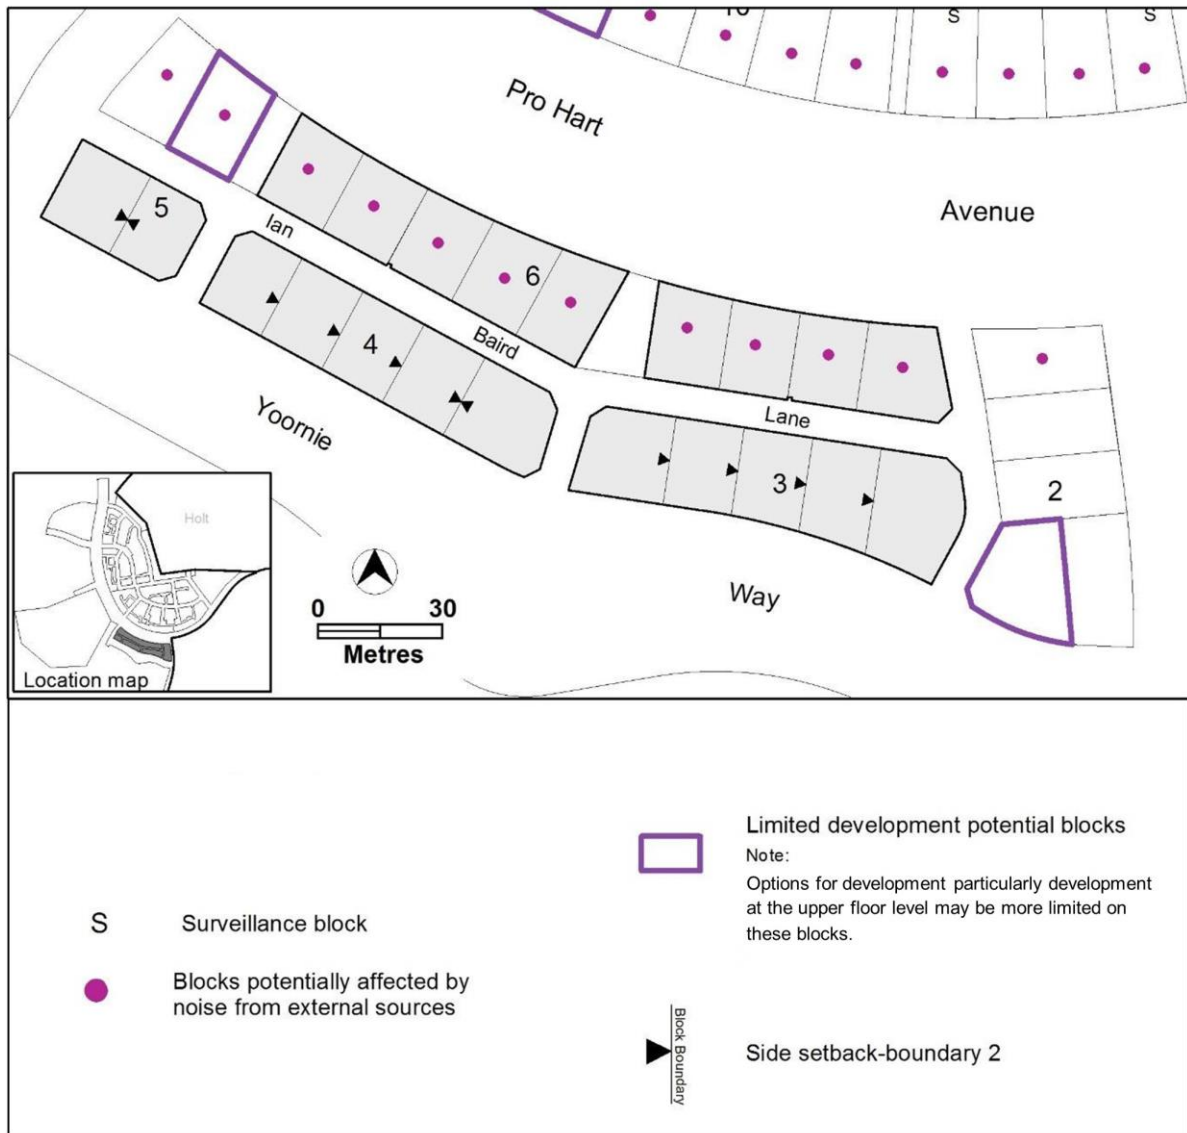 S
S
Pro Hart
Avenue
5
Ian
6
4
Baird
Lane
Yoornie
3
2
Holt
0 30
Metres
Way
Location map
Limited development potential blocks
Note:
Options for development particularly development
at the upper floor level may be more limited on
these blocks.
S Surveillance block
Blocks potentially affected by
noise from external sources
Block Boundary
Side setback-boundary 2